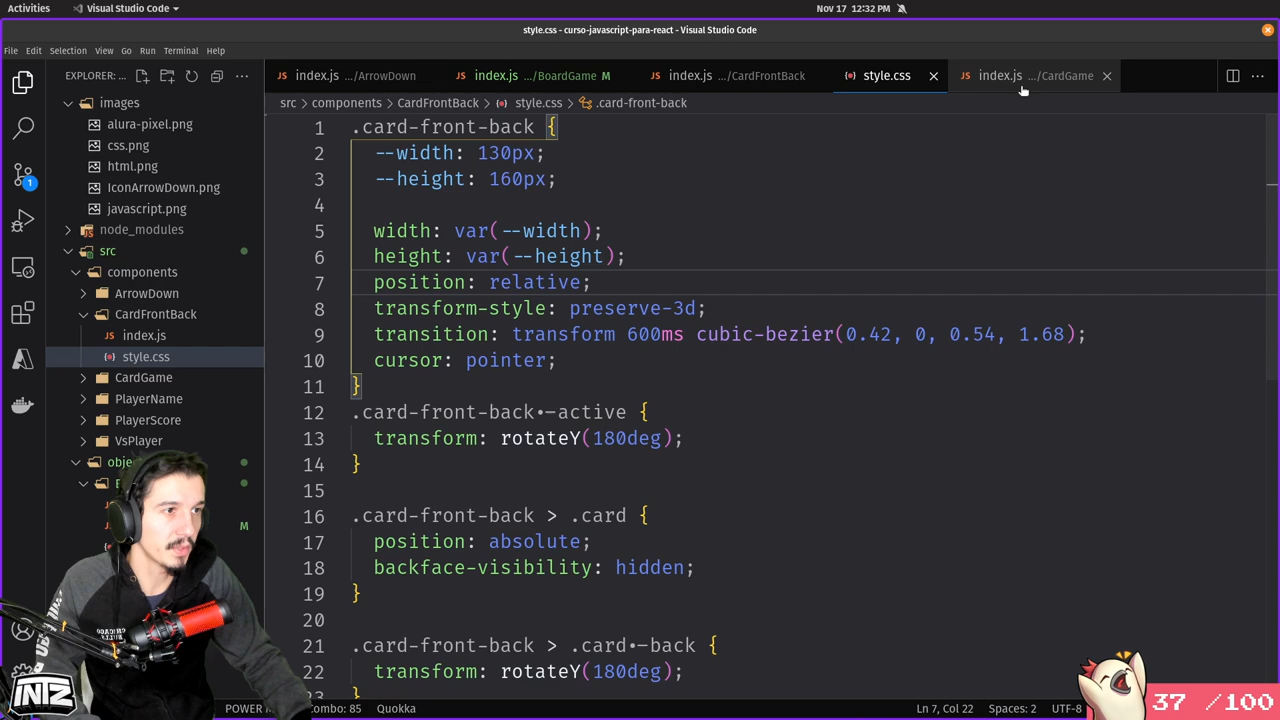 Activities
Visual Studio Code
Nov 17 12:32 PM
style.css - curso-javascript-para-react - Visual Studio Code
File Edit Selection View Go Run Terminal Help
EXPLORER: ...
index.js .../ArrowDown
index.js .../BoardGame M
index.js .../CardFrontBack
style.css
index.js .../CardGame
src > components > CardFrontBack > style.css > .card-front-back
images
alura-pixel.png
css.png
html.png
IconArrowDown.png
javascript.png
node_modules
src
components
ArrowDown
CardFrontBack
index.js
style.css
CardGame
PlayerName
PlayerScore
VsPlayer
M
1
1 .card-front-back {
2 --width: 130px;
3 --height: 160px;
4
5 width: var(--width);
6 height: var(--height);
7 position: relative;
8 transform-style: preserve-3d;
9 transition: transform 600ms cubic-bezier(0.42, 0, 0.54, 1.68);
10 cursor: pointer;
11 }
12 .card-front-back.-active {
13 transform: rotateY(180deg);
14 }
15
16 .card-front-back > .card {
17 position: absolute;
18 backface-visibility: hidden;
19 }
20
21 .card-front-back > .card.-back {
22 transform: rotateY(180deg);
23 }
INTZ
Combo: 85
Quokka
Ln 7, Col 22
Spaces: 2
UTF-8
37 /100